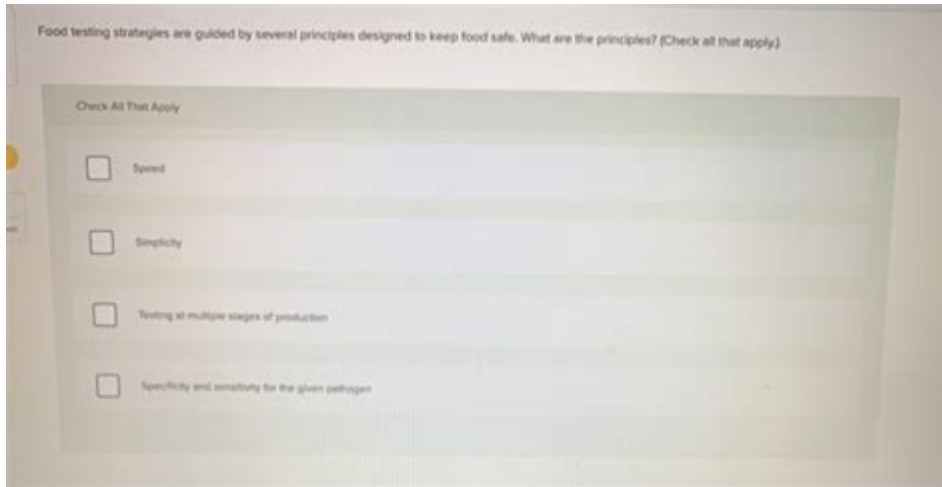 Food testing strategies are guided by several principles designed to keep food safe. What are the principles? (Check all that apply.)
Check All That Apply
Speed
Simplicity
Testing at multiple stages of production
Specificity and sensitivity for the given pathogen